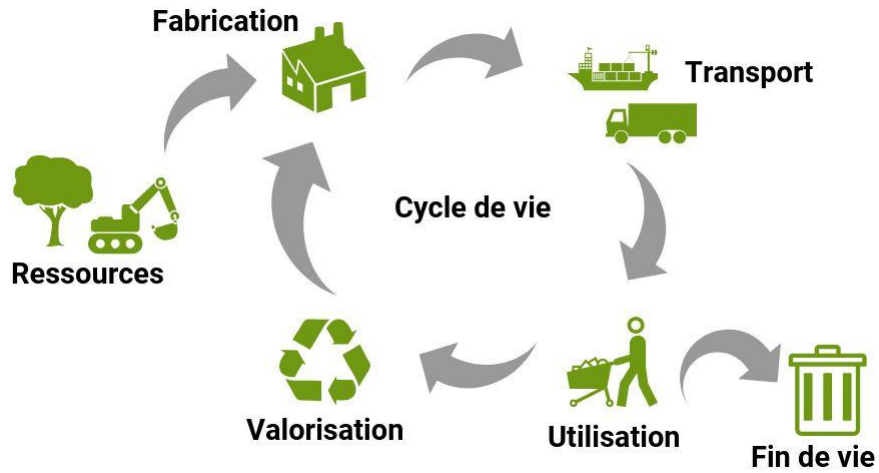 Fabrication
Transport
Cycle de vie
Ressources
Valorisation
Utilisation
Fin de vie